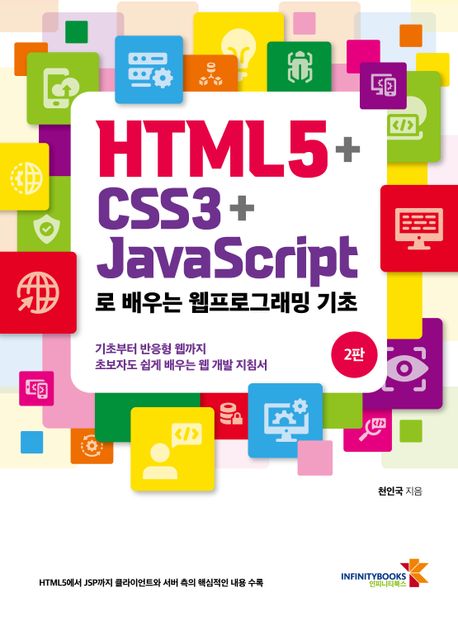 HTML5+
CSS3+
JavaScript
로 배우는 웹프로그래밍 기초
기초부터 반응형 웹까지
초보자도 쉽게 배우는 웹 개발 지침서
2판
천인국 지음
HTML5에서 JSP까지 클라이언트와 서버 측의 핵심적인 내용 수록
INFINITYBOOKS
인피니티북스